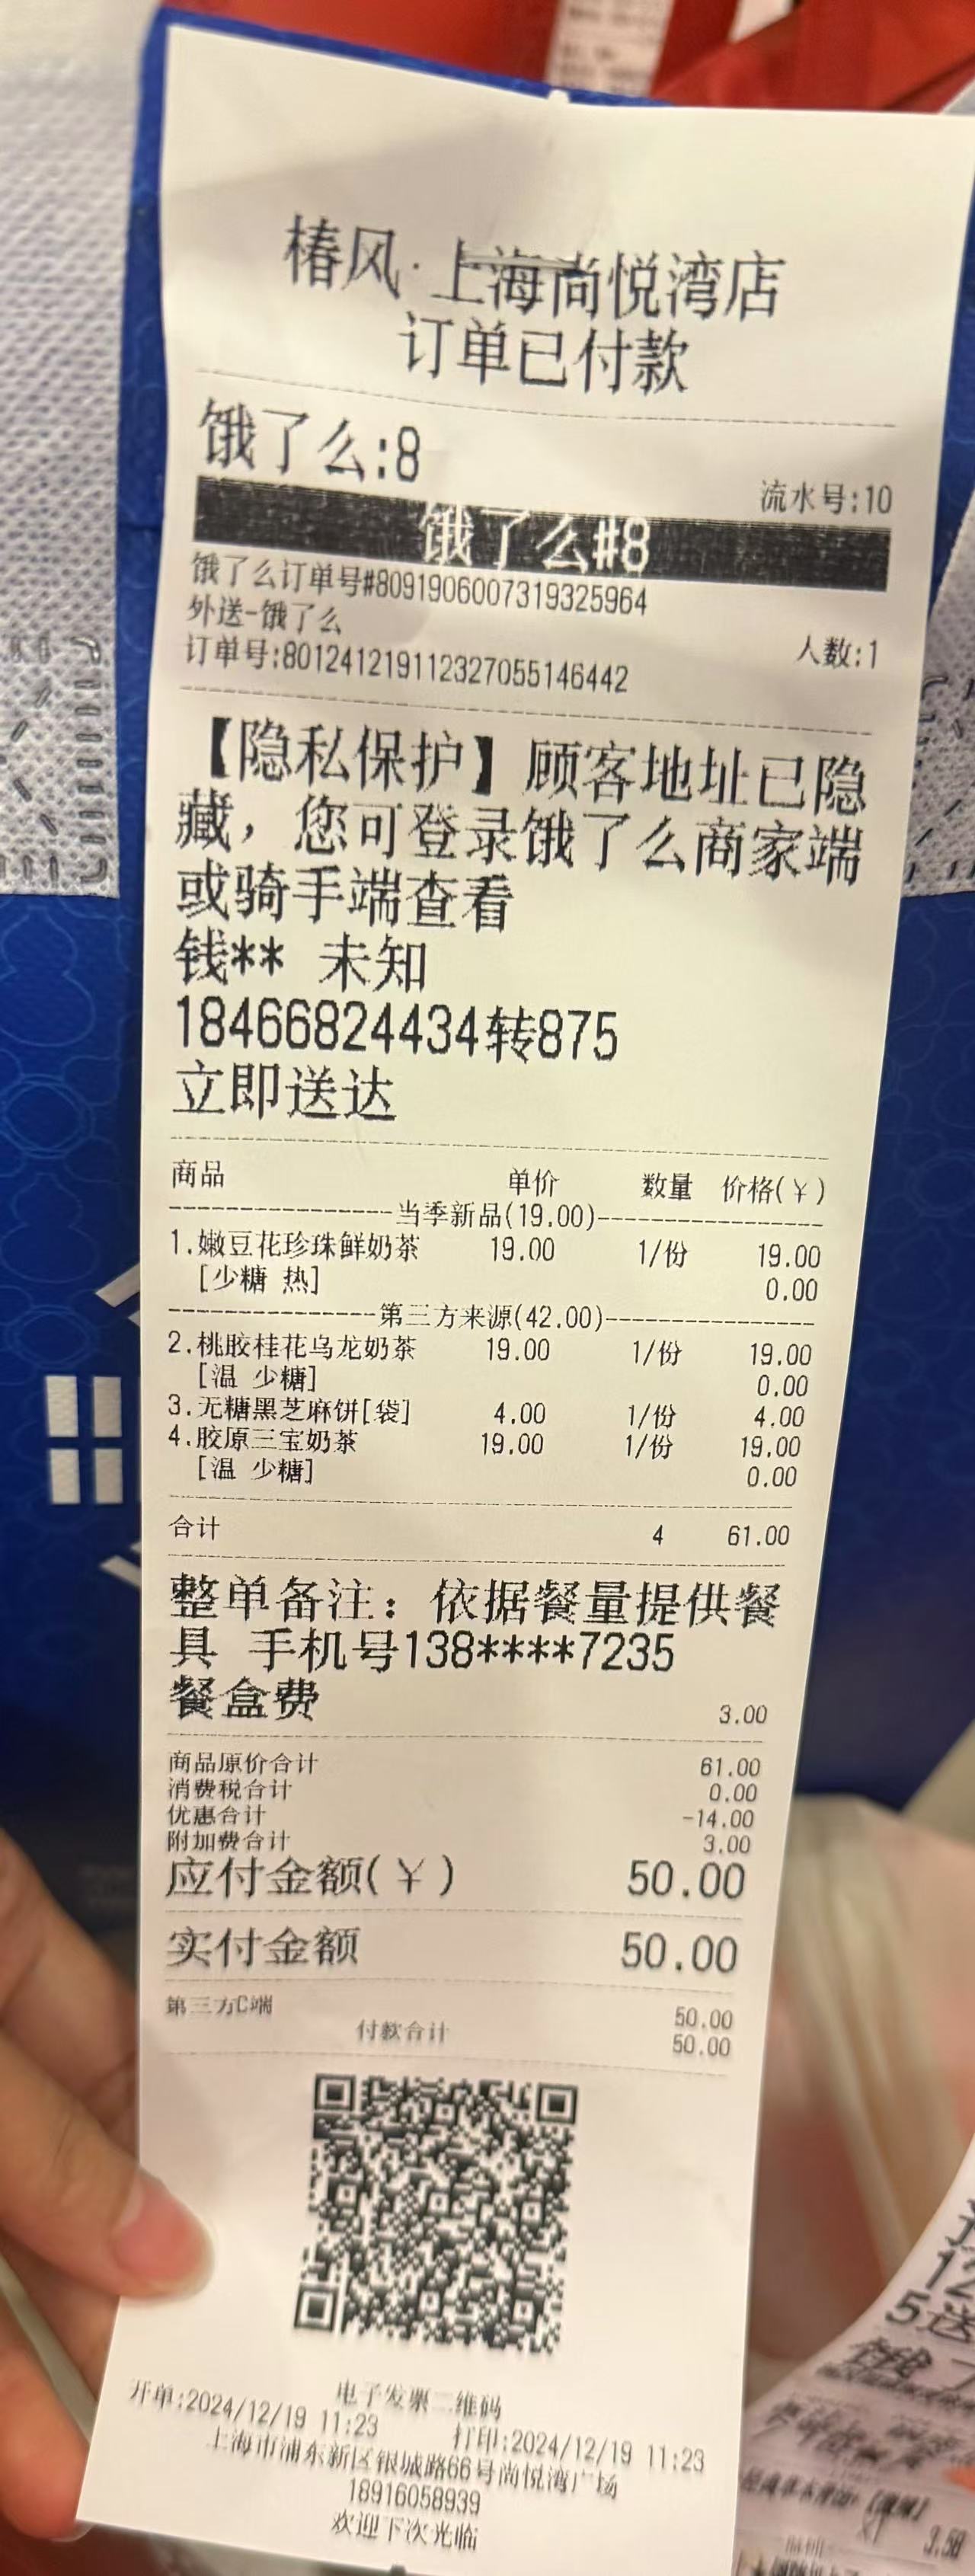 椿风·上海尚悦湾店
订单已付款
饿了么:8
流水号:10
饿了么#8
饿了么订单号#8091906007319325964
外送-饿了么
人数:1
订单号:80124121911232705514​6442
【隐私保护】顾客地址已隐
藏，您可登录饿了么商家端
或骑手端查看
钱** 未知
18466824434转875
立即送达
商品 单价 数量 价格(¥)
当季新品(19.00)
1.嫩豆花珍珠鲜奶茶 19.00 1/份 19.00
[少糖 热] 0.00
第三方来源(42.00)
2.桃胶桂花乌龙奶茶 19.00 1/份 19.00
[温 少糖] 0.00
3.无糖黑芝麻饼[袋] 4.00 1/份 4.00
4.胶原三宝奶茶 19.00 1/份 19.00
[温 少糖] 0.00
合计 4 61.00
整单备注：依据餐量提供餐
具 手机号138****7235
餐盒费 3.00
商品原价合计 61.00
消费税合计 0.00
优惠合计 -14.00
附加费合计 3.00
应付金额(¥) 50.00
实付金额 50.00
第三方C端 50.00
付款合计 50.00
电子发票二维码
开单:2024/12/19 11:23 打印:2024/12/19 11:23
上海市浦东新区银城路66号尚悦湾广场
18916058939
欢迎下次光临
12
5送
饿
3.50